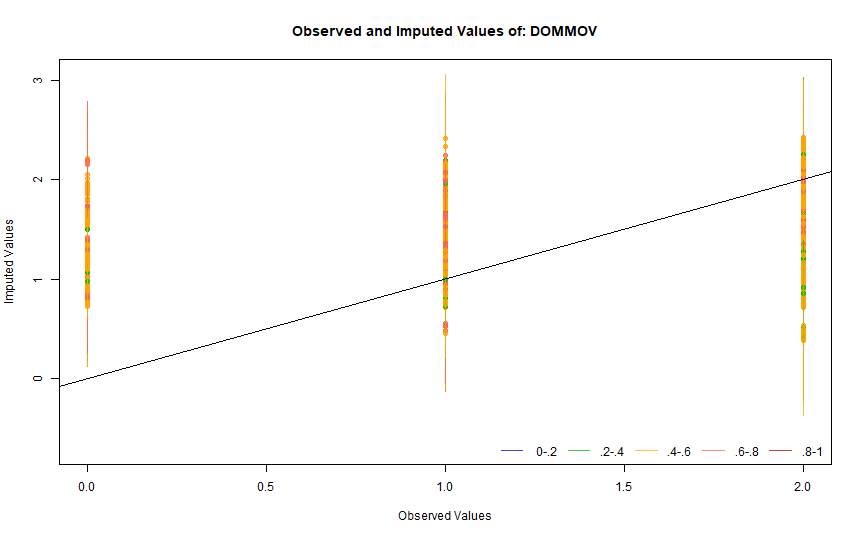 Observed and Imputed Values of: DOMMOV
3
2
1
0
Imputed Values
0-.2 .2-.4 .4-.6 .6-.8 .8-1
0.0 0.5 1.0 1.5 2.0
Observed Values